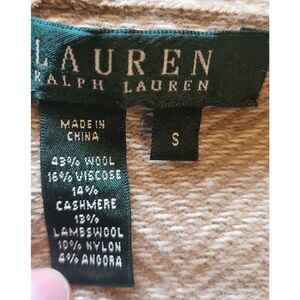 LAUREN
RALPH LAUREN
MADE IN
CHINA
S
43% WOOL
16% VISCOSE
14%
CASHMERE
13%
LAMBSWOOL
10% NYLON
4% ANGORA